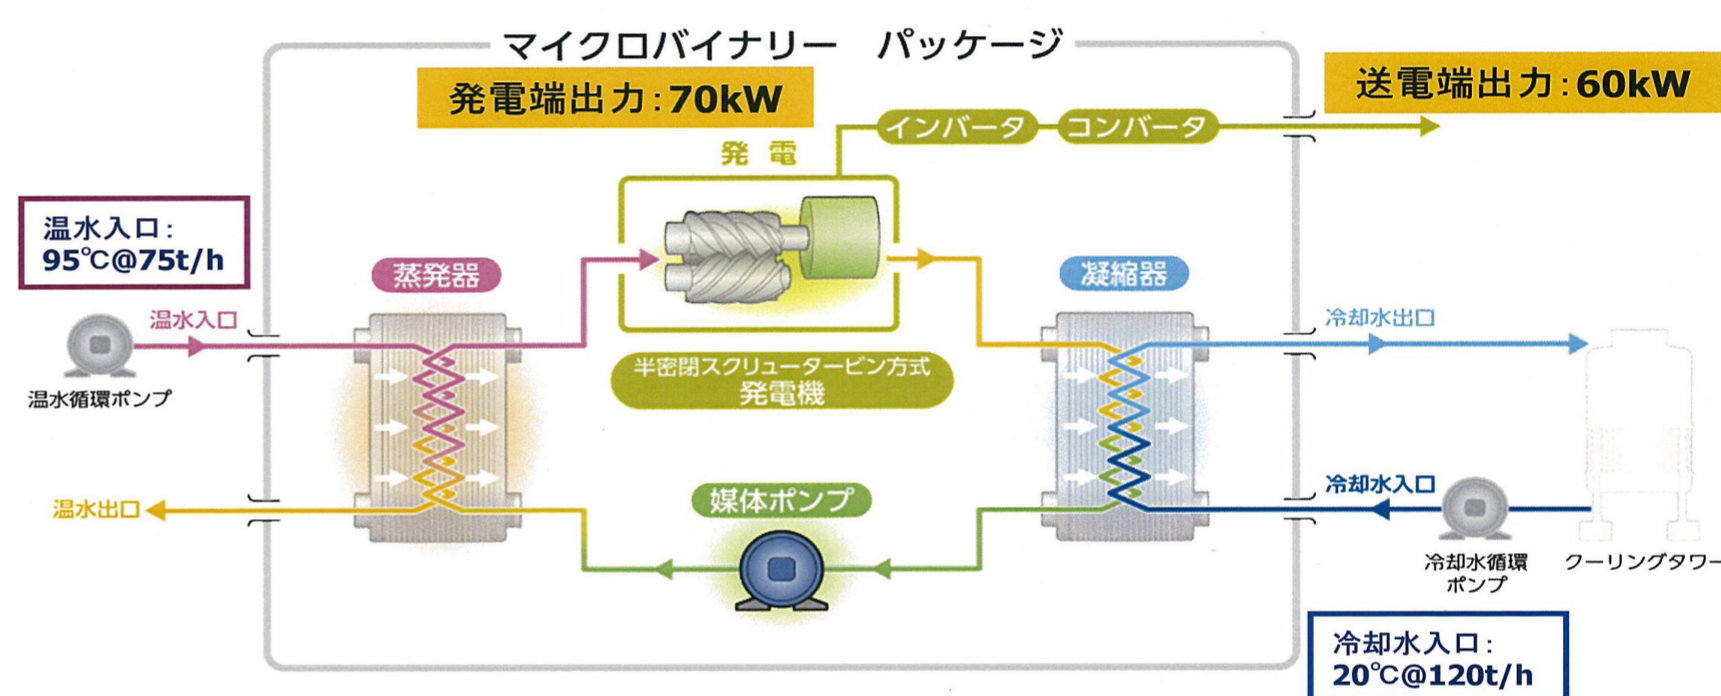 マイクロバイナリー　パッケージ
発電端出力：70kW
送電端出力：60kW
インバータ
コンバータ
発 電
温水入口：
95℃@75t/h
蒸発器
凝縮器
温水入口
冷却水出口
半密閉スクリュータービン方式
発電機
温水循環ポンプ
媒体ポンプ
冷却水入口
温水出口
冷却水循環
ポンプ
クーリングタワー
冷却水入口：
20℃@120t/h